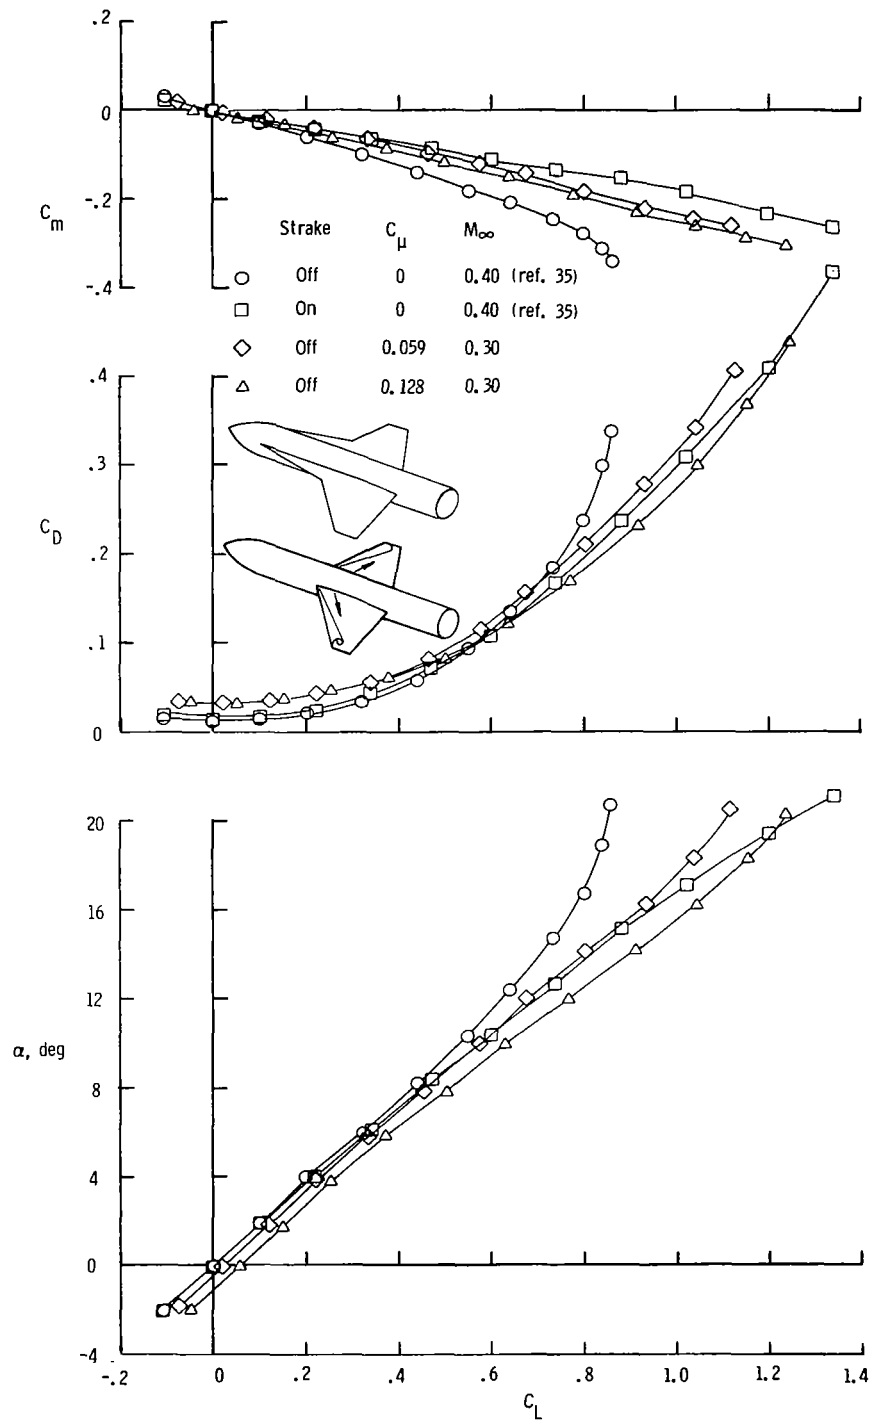 .2
0
-.2
-.4
C_m
Strake C_μ M_∞
Off 0 0.40 (ref. 35)
On 0 0.40 (ref. 35)
Off 0.059 0.30
Off 0.128 0.30
.4
.3
.2
.1
0
C_D
20
16
12
8
4
0
-4
α, deg
-.2 0 .2 .4 .6 .8 1.0 1.2 1.4
C_L